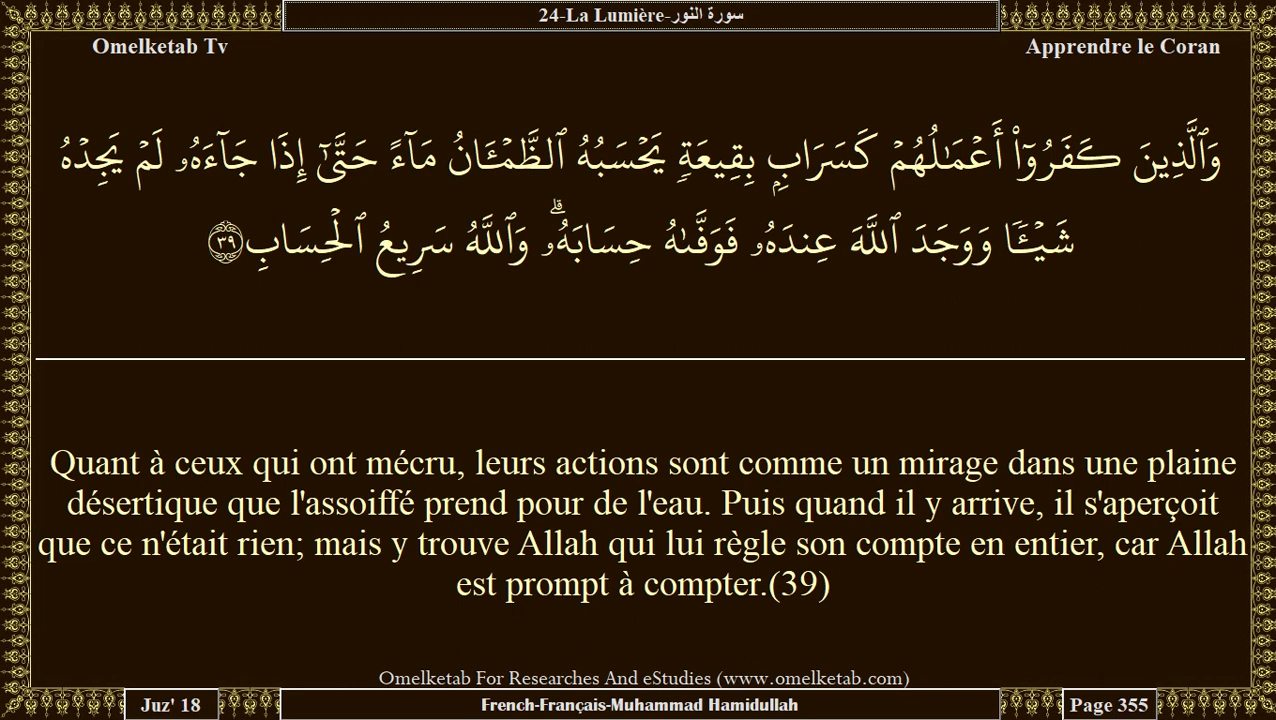 24-La Lumière-سورة النور
Omelketab Tv
Apprendre le Coran
وَٱلَّذِينَ كَفَرُوٓا۟ أَعْمَـٰلُهُمْ كَسَرَابٍۭ بِقِيعَةٍۢ يَحْسَبُهُ ٱلظَّمْـَٔانُ مَآءً حَتَّىٰٓ إِذَا جَآءَهُۥ لَمْ يَجِدْهُ
شَيْـًۭٔا وَوَجَدَ ٱللَّهَ عِندَهُۥ فَوَفَّىٰهُ حِسَابَهُۥ ۗ وَٱللَّهُ سَرِيعُ ٱلْحِسَابِ ٣٩
Quant à ceux qui ont mécru, leurs actions sont comme un mirage dans une plaine
désertique que l'assoiffé prend pour de l'eau. Puis quand il y arrive, il s'aperçoit
que ce n'était rien; mais y trouve Allah qui lui règle son compte en entier, car Allah
est prompt à compter.(39)
Omelketab For Researches And eStudies (www.omelketab.com)
Juz' 18
French-Français-Muhammad Hamidullah
Page 355